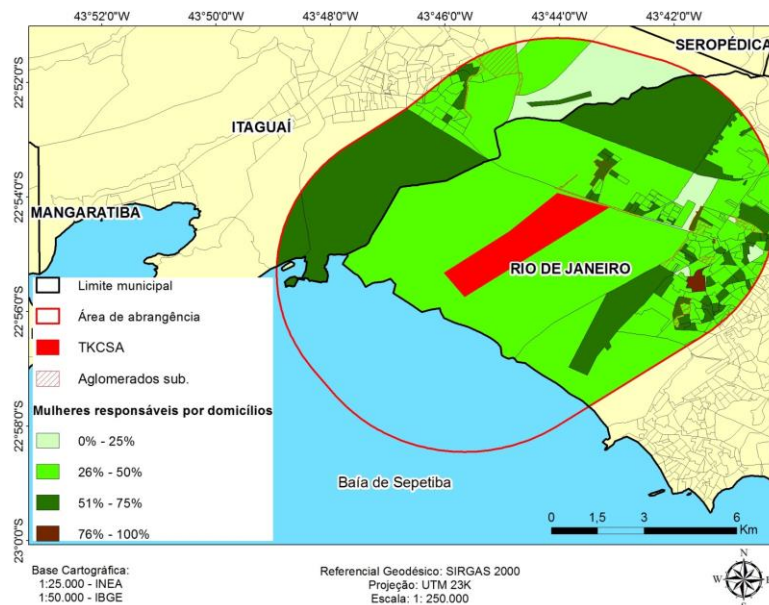 43°52'0"O 43°50'0"O 43°48'0"O 43°46'0"O 43°44'0"O 43°42'0"O
22°52'0"S
22°54'0"S
22°56'0"S
22°58'0"S
23°0'0"S
SEROPÉDICA
ITAGUAÍ
MANGARATIBA
RIO DE JANEIRO
Limite municipal
Área de abrangência
TKCSA
Aglomerados sub.
Mulheres responsáveis por domicílios
0% - 25%
26% - 50%
51% - 75%
76% - 100%
Baía de Sepetiba
0 1,5 3 6
Km
Base Cartográfica:
1:25.000 - INEA
1:50.000 - IBGE
Referencial Geodésico: SIRGAS 2000
Projeção: UTM 23K
Escala: 1: 250.000
N
W E
S